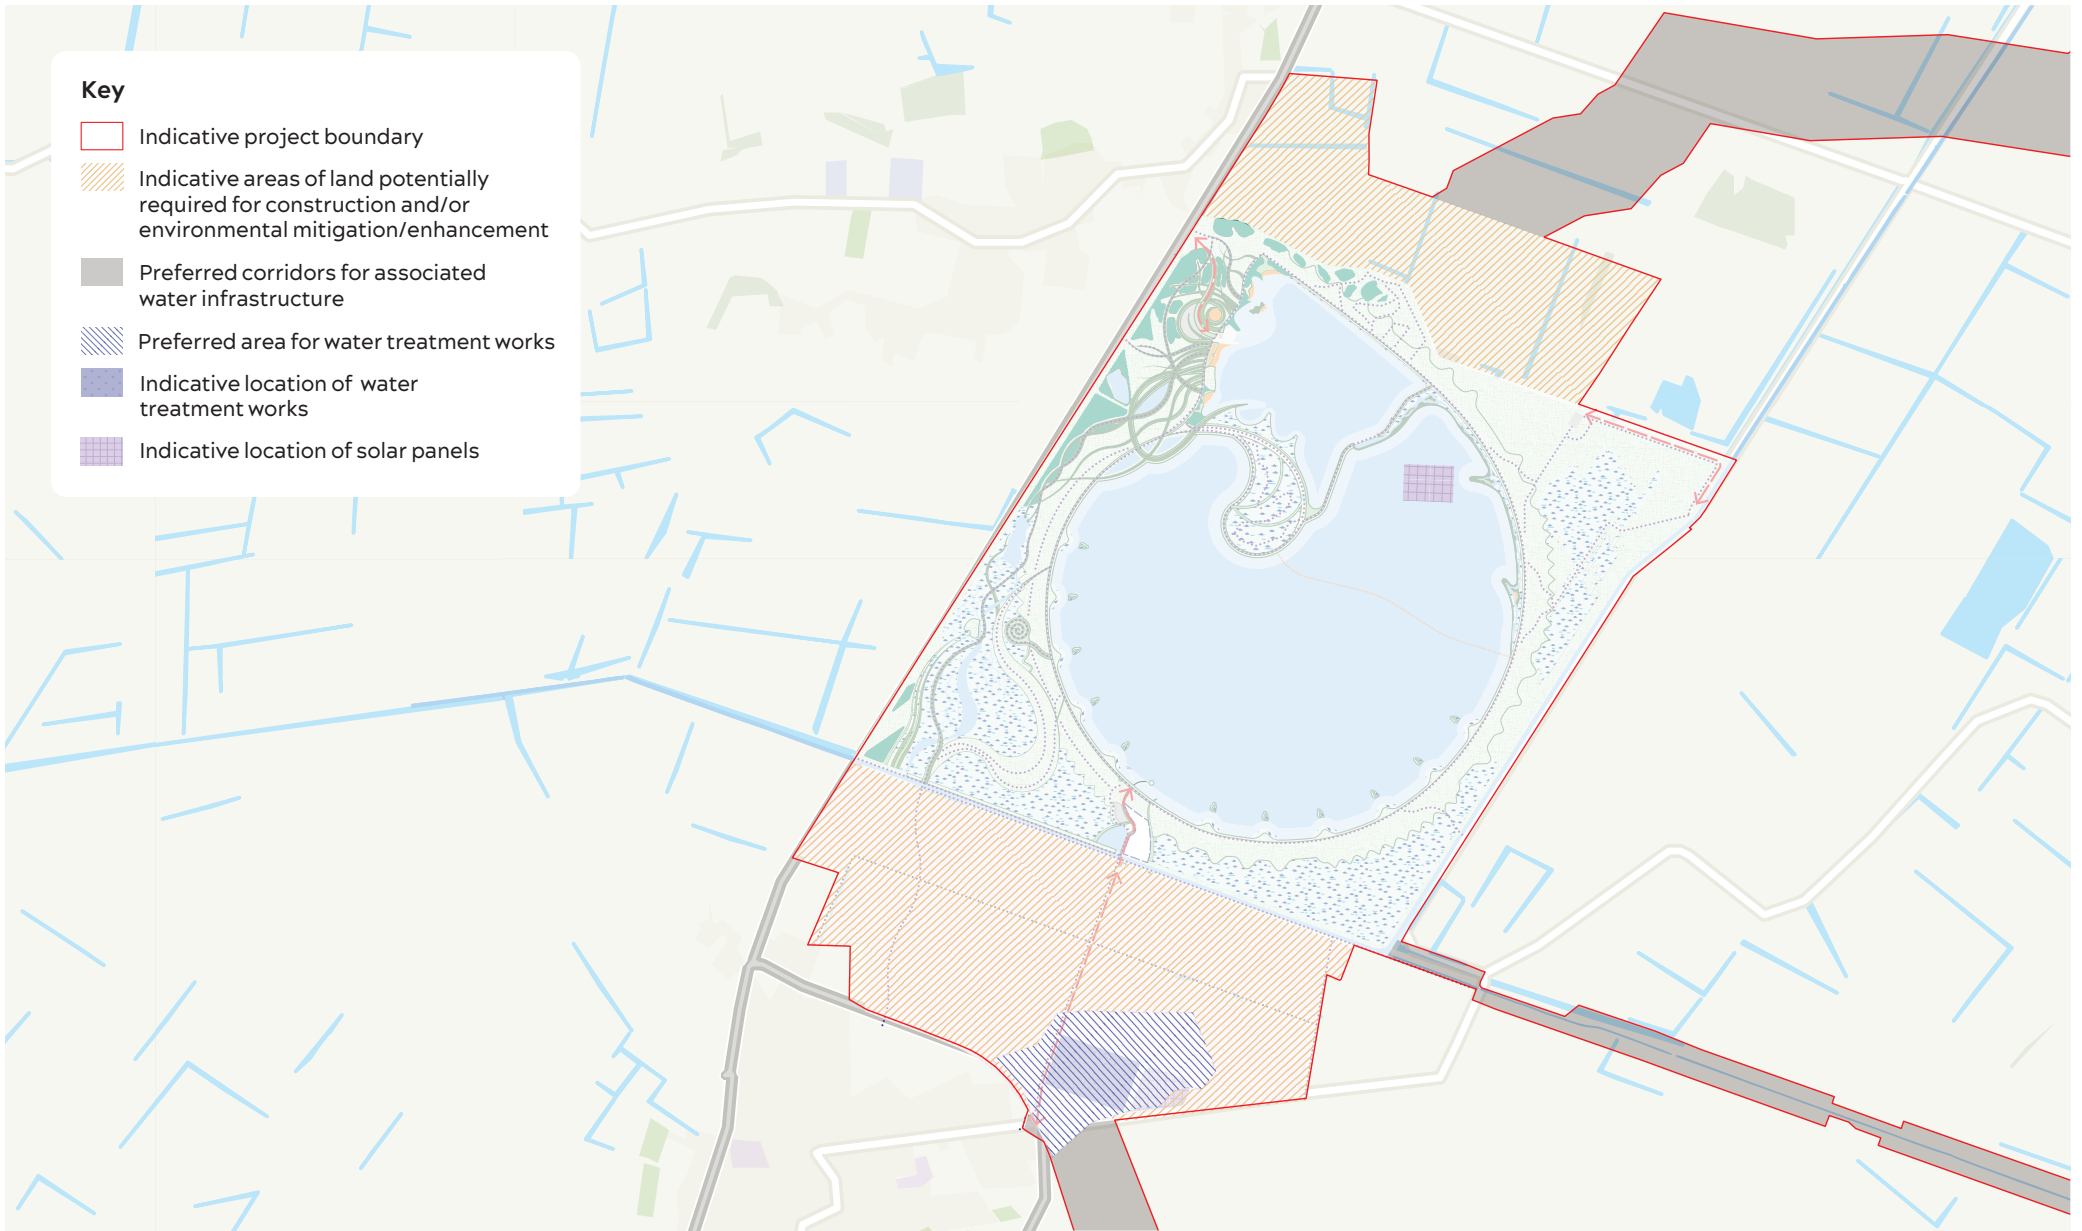 Key
Indicative project boundary
Indicative areas of land potentially
required for construction and/or
environmental mitigation/enhancement
Preferred corridors for associated
water infrastructure
Preferred area for water treatment works
Indicative location of water
treatment works
Indicative location of solar panels